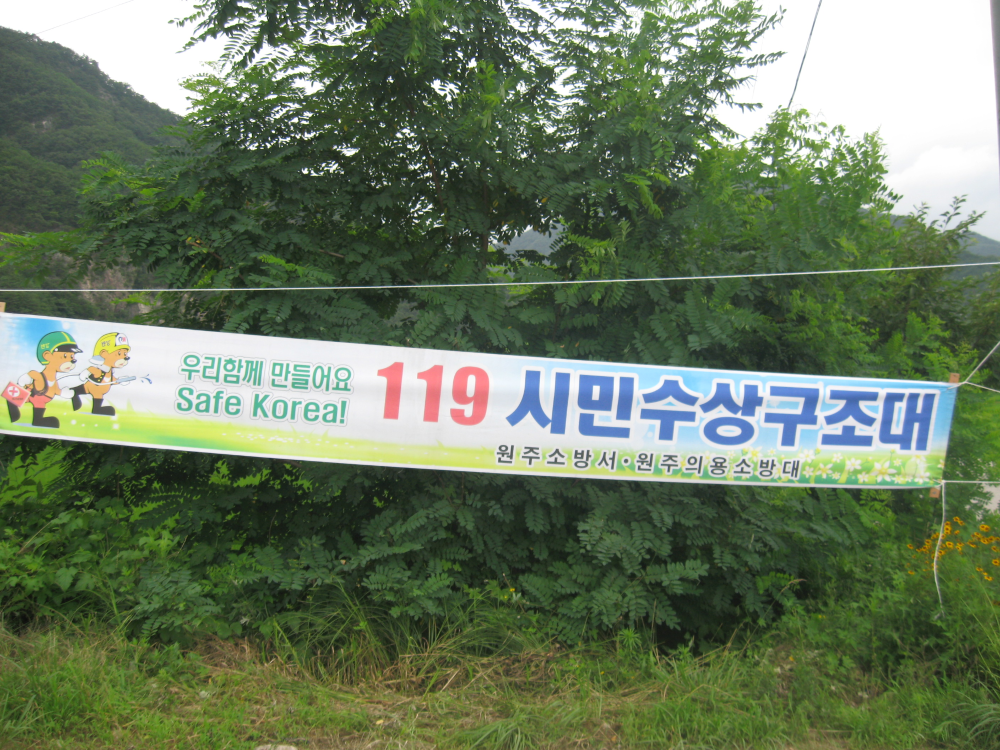 우리함께 만들어요
Safe Korea!
119 시민수상구조대
원주소방서·원주의용소방대